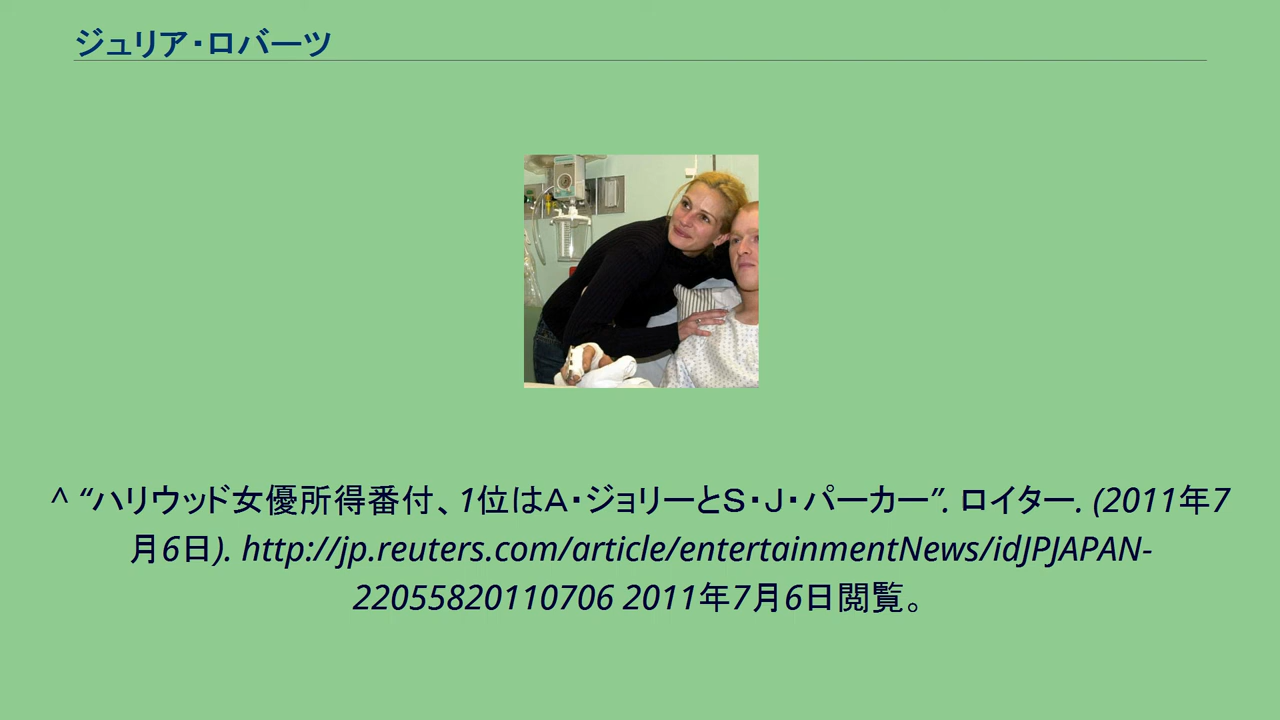 ジュリア・ロバーツ
^ “ハリウッド女優所得番付、1位はＡ・ジョリーとＳ・Ｊ・パーカー”. ロイター. (2011年7
月6日). http://jp.reuters.com/article/entertainmentNews/idJPJAPAN-
22055820110706 2011年7月6日閲覧。